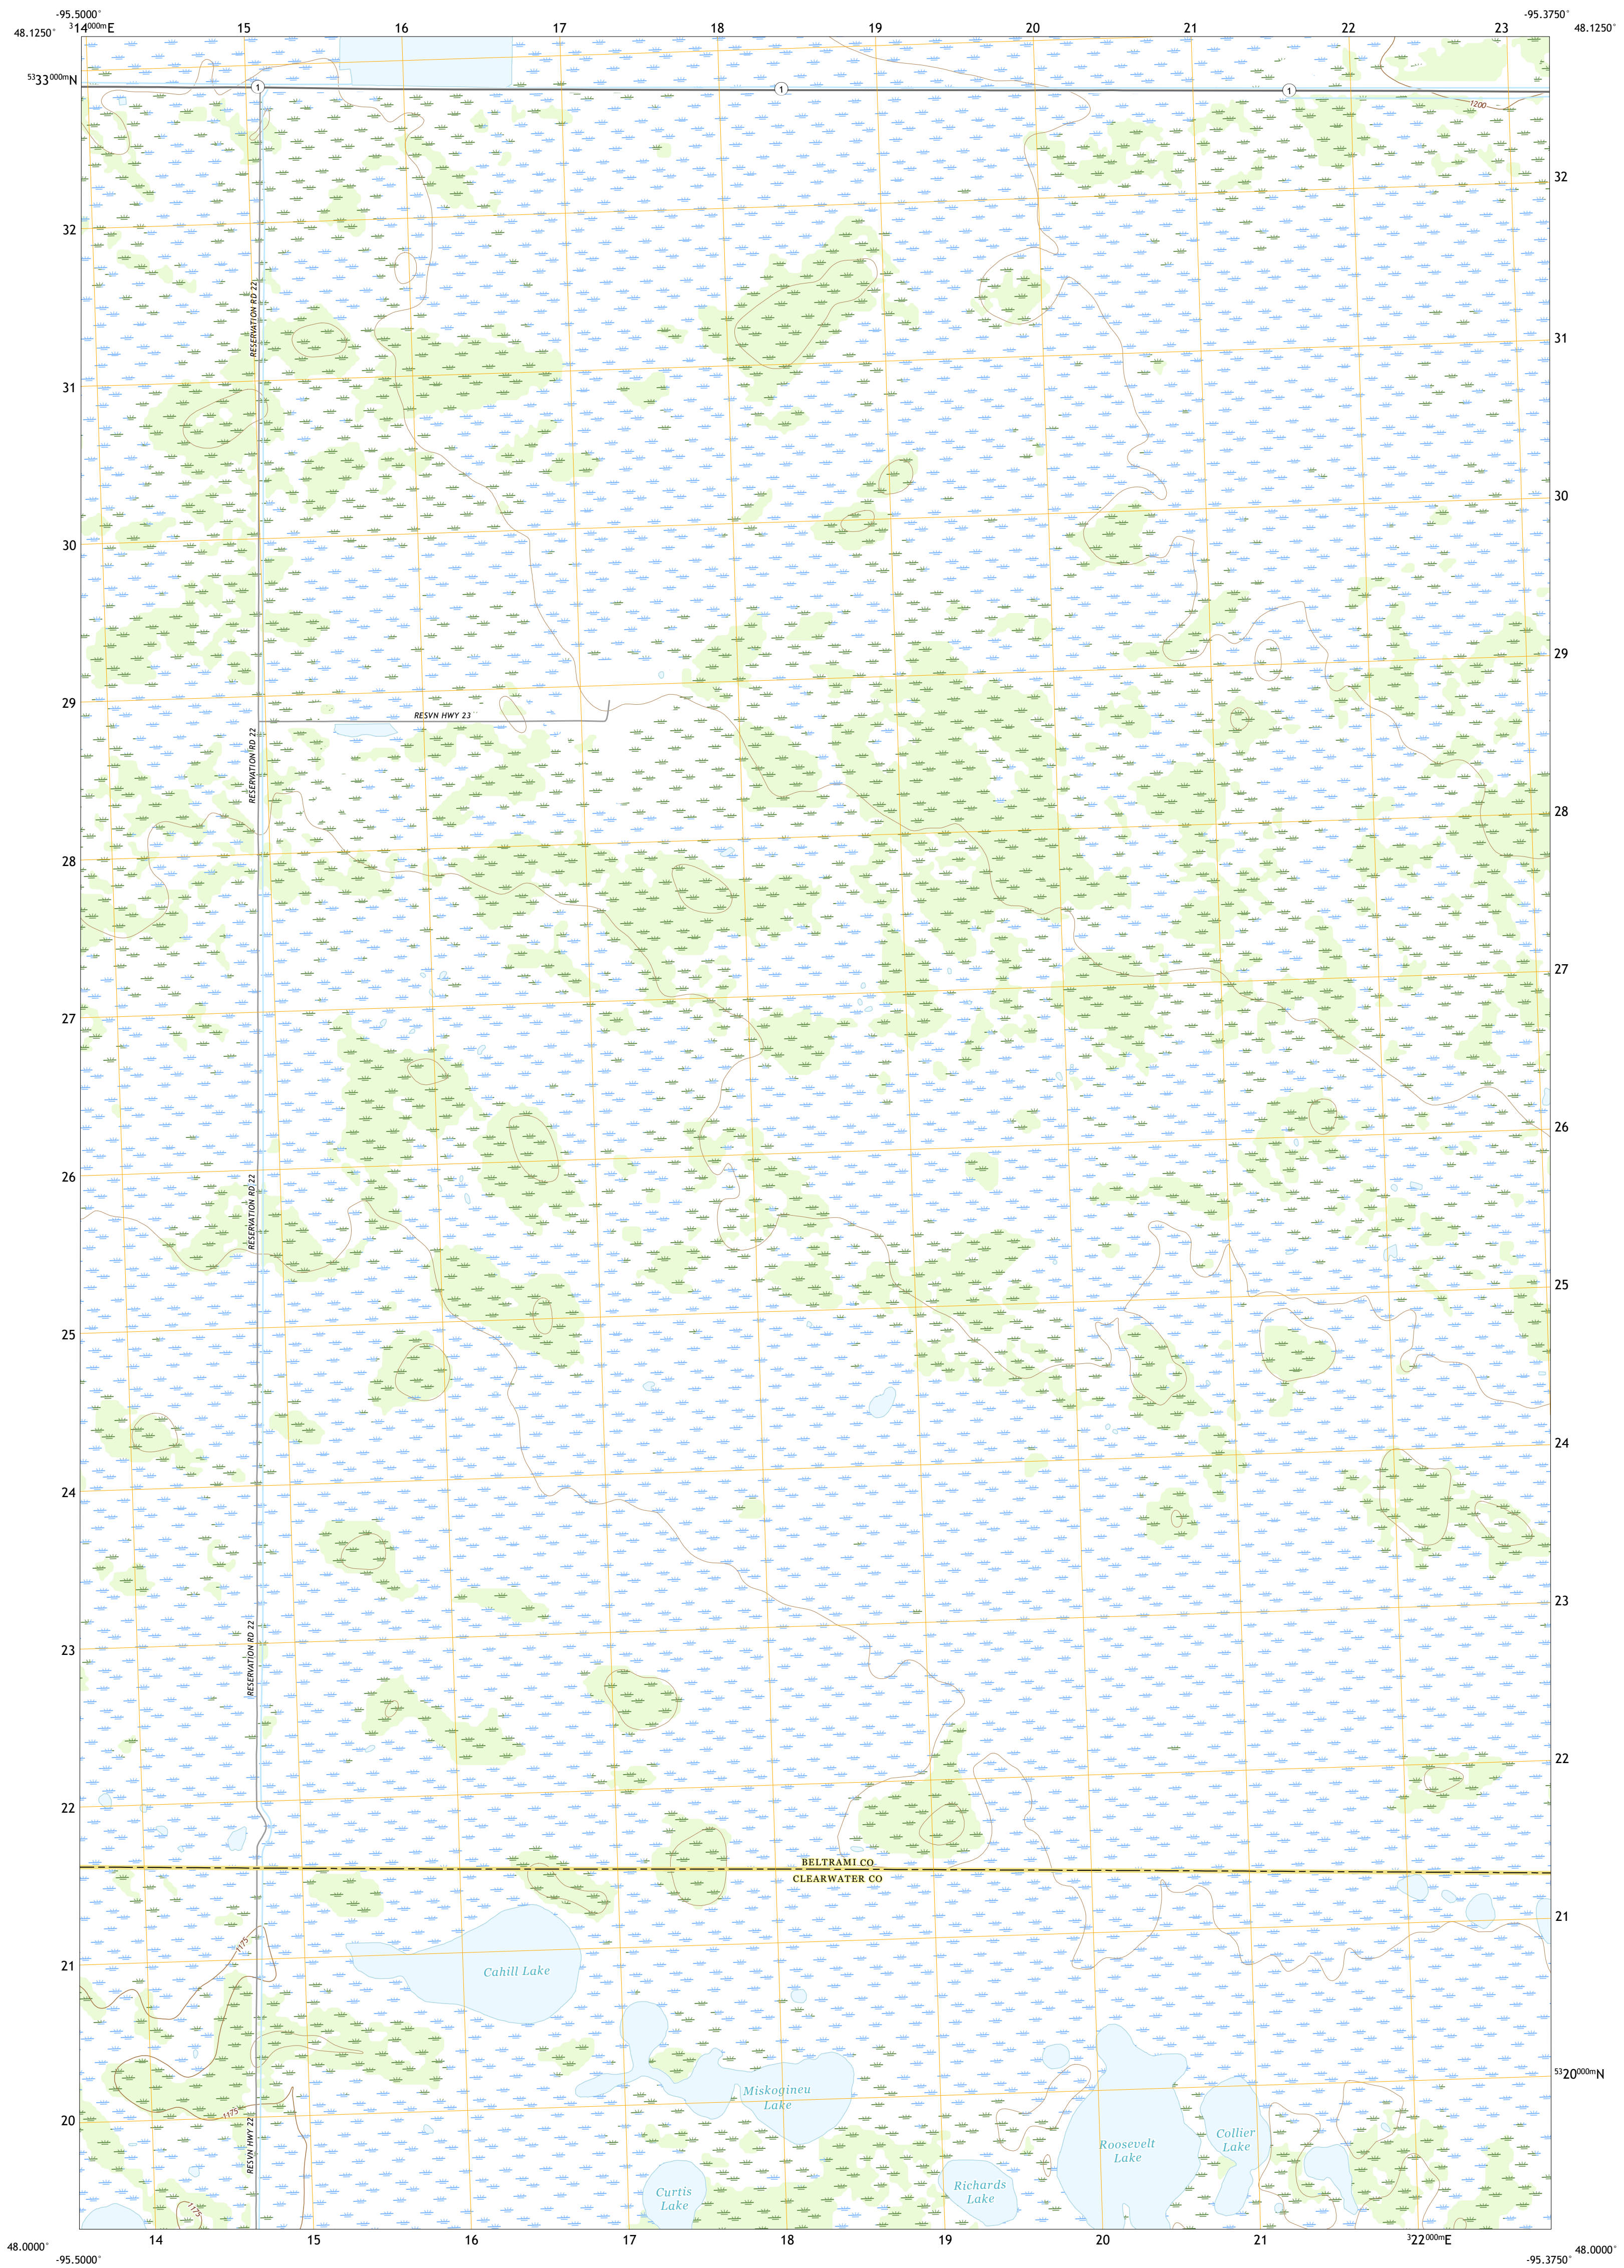 -95.5000°
-95.3750°
48.1250°
³14⁰⁰⁰ᵐE
15
16
17
18
19
20
21
22
23
48.1250°
⁵³33⁰⁰⁰ᵐN
1
1
1
1200
32
32
RESERVATION RD 22
31
31
30
30
29
29
RESVN HWY 23
RESERVATION RD 22
28
28
27
27
26
26
RESERVATION RD 22
25
25
24
24
23
23
RESERVATION RD 22
22
22
BELTRAMI CO
CLEARWATER CO
21
1175
21
Cahill Lake
⁵³20⁰⁰⁰ᵐN
Miskogineu
Lake
1175
20
RESVN HWY 22
Collier
Lake
Roosevelt
Lake
Richards
Lake
Curtis
Lake
1175
14
15
16
17
18
19
20
21
³22⁰⁰⁰ᵐE
48.0000°
48.0000°
-95.5000°
-95.3750°